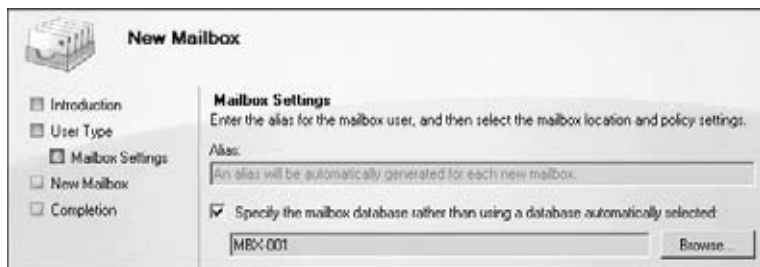 New Mailbox
Introduction
User Type
Mailbox Settings
New Mailbox
Completion
Mailbox Settings
Enter the alias for the mailbox user, and then select the mailbox location and policy settings.
Alias:
An alias will be automatically generated for each new mailbox.
Specify the mailbox database rather than using a database automatically selected:
MBX-001
Browse...